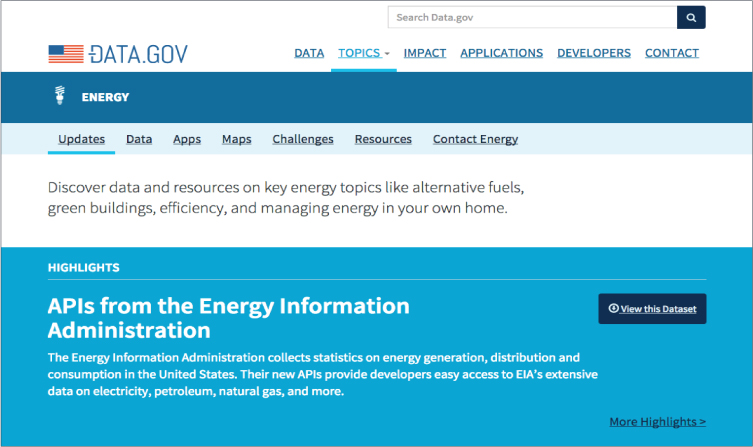 Search Data.gov
DATA.GOV
DATA TOPICS IMPACT APPLICATIONS DEVELOPERS CONTACT
ENERGY
Updates Data Apps Maps Challenges Resources Contact Energy
Discover data and resources on key energy topics like alternative fuels,
green buildings, efficiency, and managing energy in your own home.
HIGHLIGHTS
APIs from the Energy Information
Administration
View this Dataset
The Energy Information Administration collects statistics on energy generation, distribution and
consumption in the United States. Their new APIs provide developers easy access to EIA's extensive
data on electricity, petroleum, natural gas, and more.
More Highlights >